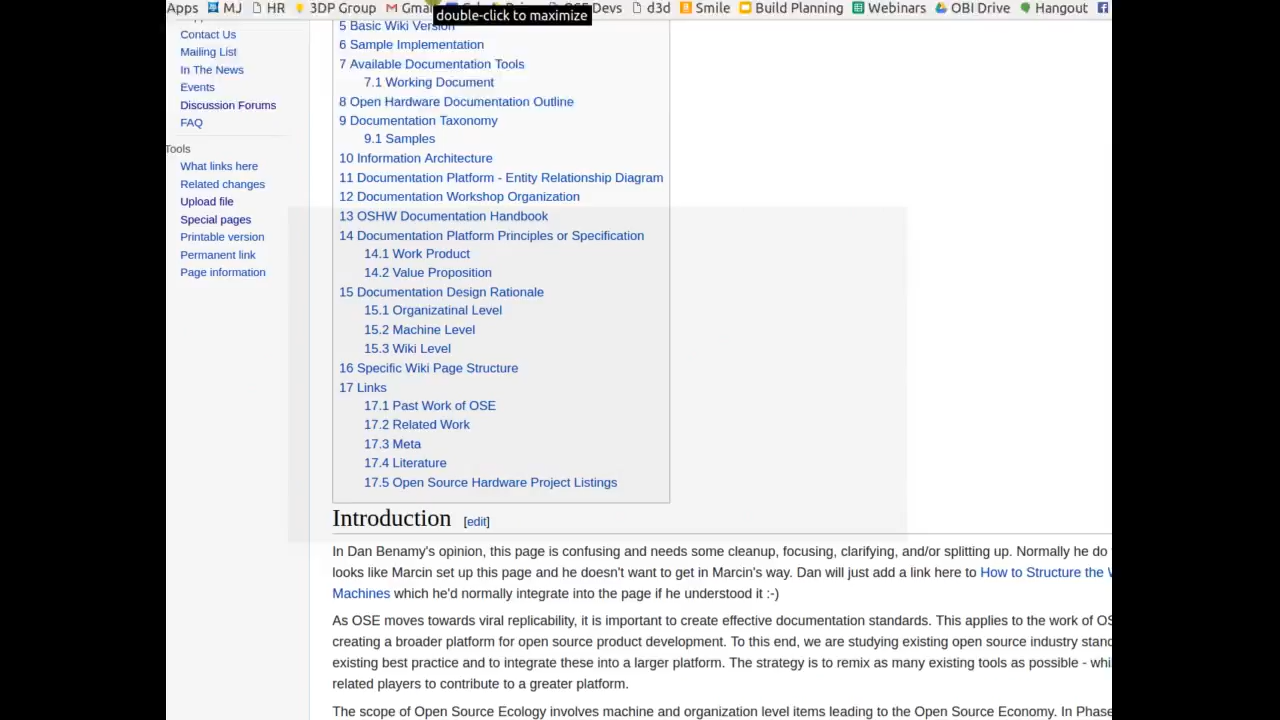 Apps MJ HR 3DP Group Gma OSE Devs d3d Smile Build Planning Webinars OBI Drive Hangout
double-click to maximize
Contact Us
Mailing List
In The News
Events
Discussion Forums
FAQ
Tools
What links here
Related changes
Upload file
Special pages
Printable version
Permanent link
Page information
5 Basic Wiki Version
6 Sample Implementation
7 Available Documentation Tools
7.1 Working Document
8 Open Hardware Documentation Outline
9 Documentation Taxonomy
9.1 Samples
10 Information Architecture
11 Documentation Platform - Entity Relationship Diagram
12 Documentation Workshop Organization
13 OSHW Documentation Handbook
14 Documentation Platform Principles or Specification
14.1 Work Product
14.2 Value Proposition
15 Documentation Design Rationale
15.1 Organizatinal Level
15.2 Machine Level
15.3 Wiki Level
16 Specific Wiki Page Structure
17 Links
17.1 Past Work of OSE
17.2 Related Work
17.3 Meta
17.4 Literature
17.5 Open Source Hardware Project Listings
Introduction [edit]
In Dan Benamy's opinion, this page is confusing and needs some cleanup, focusing, clarifying, and/or splitting up. Normally he do
looks like Marcin set up this page and he doesn't want to get in Marcin's way. Dan will just add a link here to How to Structure the W
Machines which he'd normally integrate into the page if he understood it :-)
As OSE moves towards viral replicability, it is important to create effective documentation standards. This applies to the work of OS
creating a broader platform for open source product development. To this end, we are studying existing open source industry stand
existing best practice and to integrate these into a larger platform. The strategy is to remix as many existing tools as possible - whi
related players to contribute to a greater platform.
The scope of Open Source Ecology involves machine and organization level items leading to the Open Source Economy. In Phase